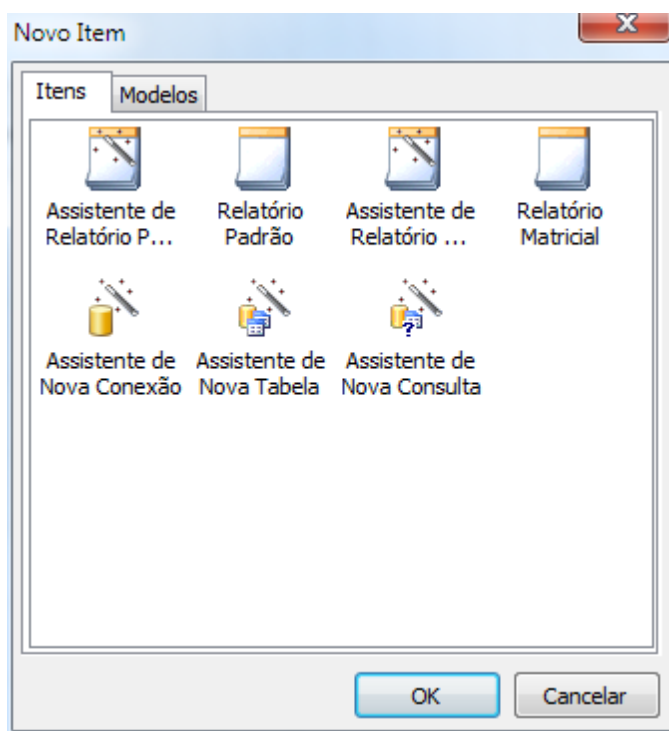 Novo Item
Itens
Modelos
Assistente de
Relatório P...
Relatório
Padrão
Assistente de
Relatório ...
Relatório
Matricial
Assistente de
Nova Conexão
Assistente de
Nova Tabela
Assistente de
Nova Consulta
OK
Cancelar